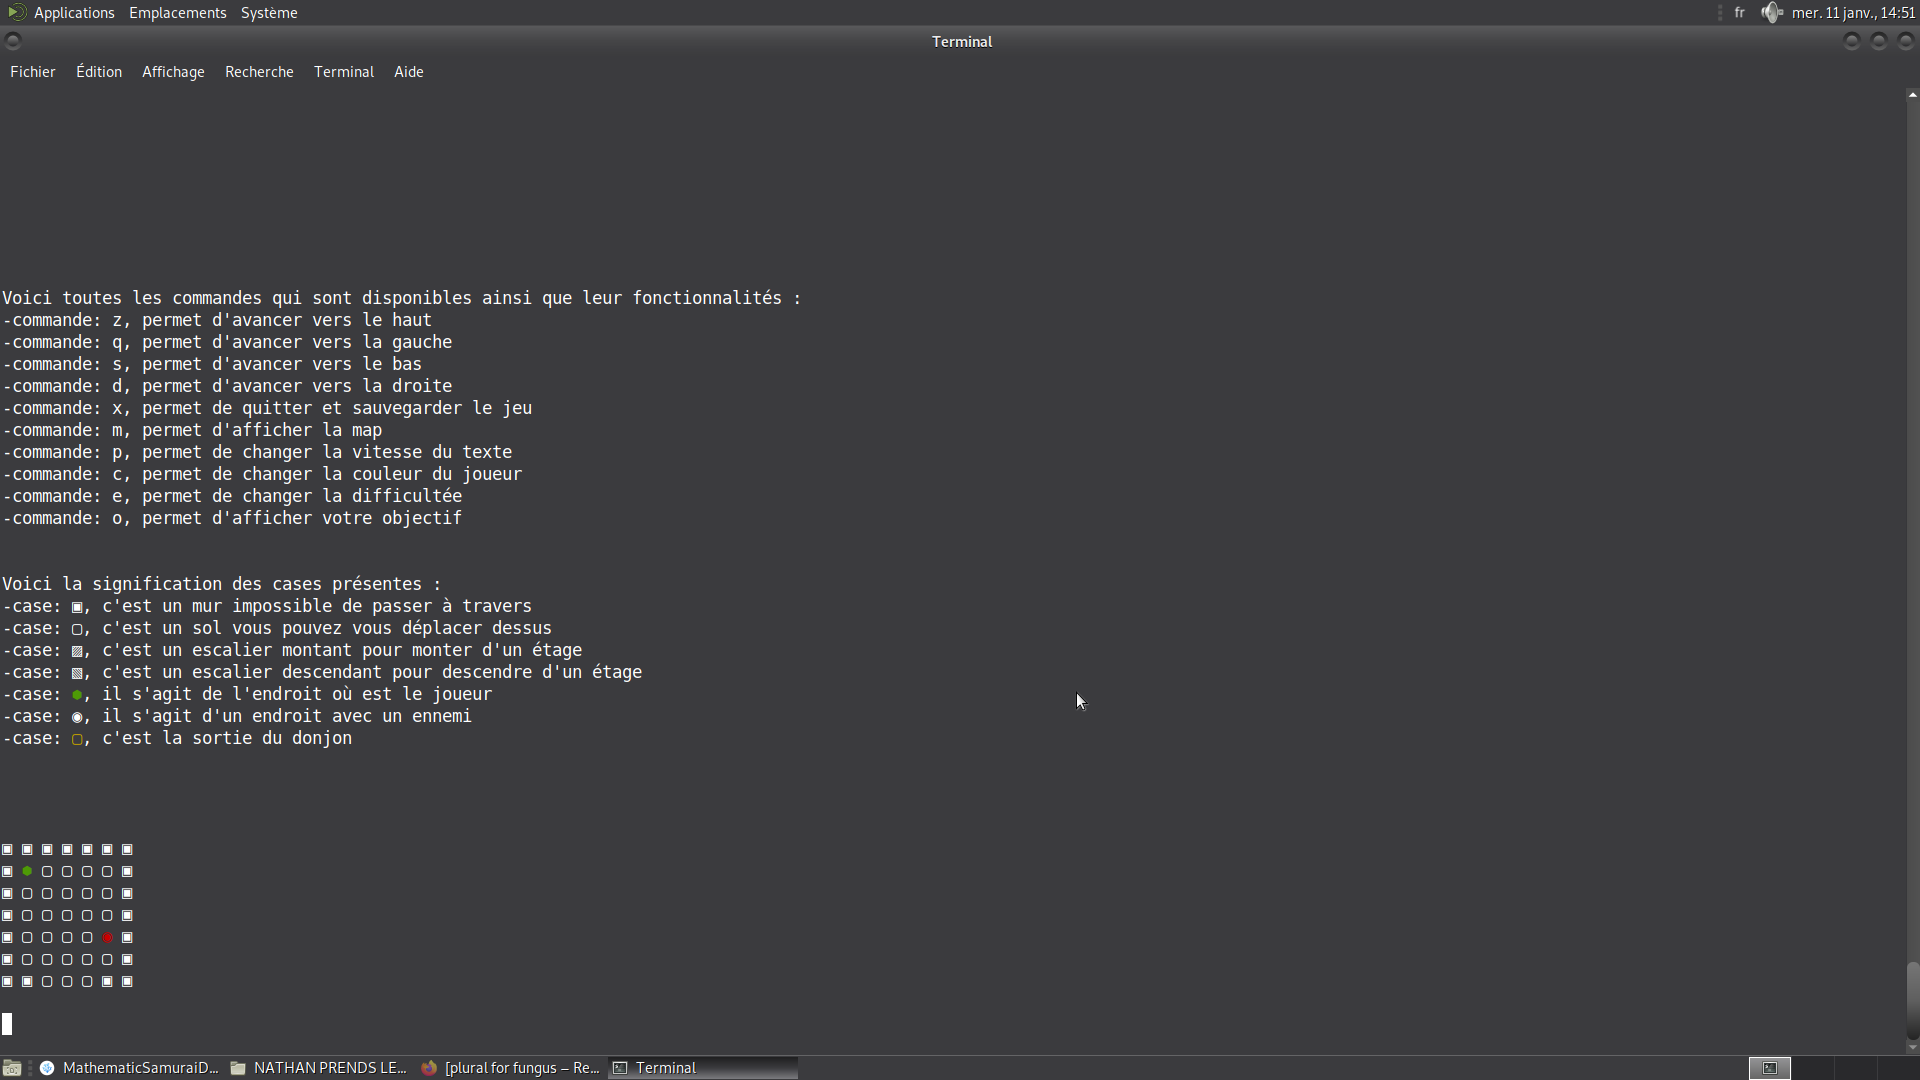 Applications Emplacements Système
fr mer. 11 janv., 14:51
Terminal
Fichier Édition Affichage Recherche Terminal Aide
Voici toutes les commandes qui sont disponibles ainsi que leur fonctionnalités :
-commande: z, permet d'avancer vers le haut
-commande: q, permet d'avancer vers la gauche
-commande: s, permet d'avancer vers le bas
-commande: d, permet d'avancer vers la droite
-commande: x, permet de quitter et sauvegarder le jeu
-commande: m, permet d'afficher la map
-commande: p, permet de changer la vitesse du texte
-commande: c, permet de changer la couleur du joueur
-commande: e, permet de changer la difficultée
-commande: o, permet d'afficher votre objectif
Voici la signification des cases présentes :
-case: ▣, c'est un mur impossible de passer à travers
-case: ▢, c'est un sol vous pouvez vous déplacer dessus
-case: ▨, c'est un escalier montant pour monter d'un étage
-case: ▧, c'est un escalier descendant pour descendre d'un étage
-case: ⬢, il s'agit de l'endroit où est le joueur
-case: ◉, il s'agit d'un endroit avec un ennemi
-case: ▢, c'est la sortie du donjon
▣ ▣ ▣ ▣ ▣ ▣ ▣
▣ ⬢ ▢ ▢ ▢ ▢ ▣
▣ ▢ ▢ ▢ ▢ ▢ ▣
▣ ▢ ▢ ▢ ▢ ▢ ▣
▣ ▢ ▢ ▢ ▢ ◉ ▣
▣ ▢ ▢ ▢ ▢ ▢ ▣
▣ ▣ ▢ ▢ ▢ ▣ ▣
MathematicSamuraiD... NATHAN PRENDS LE... [plural for fungus – Re... Terminal